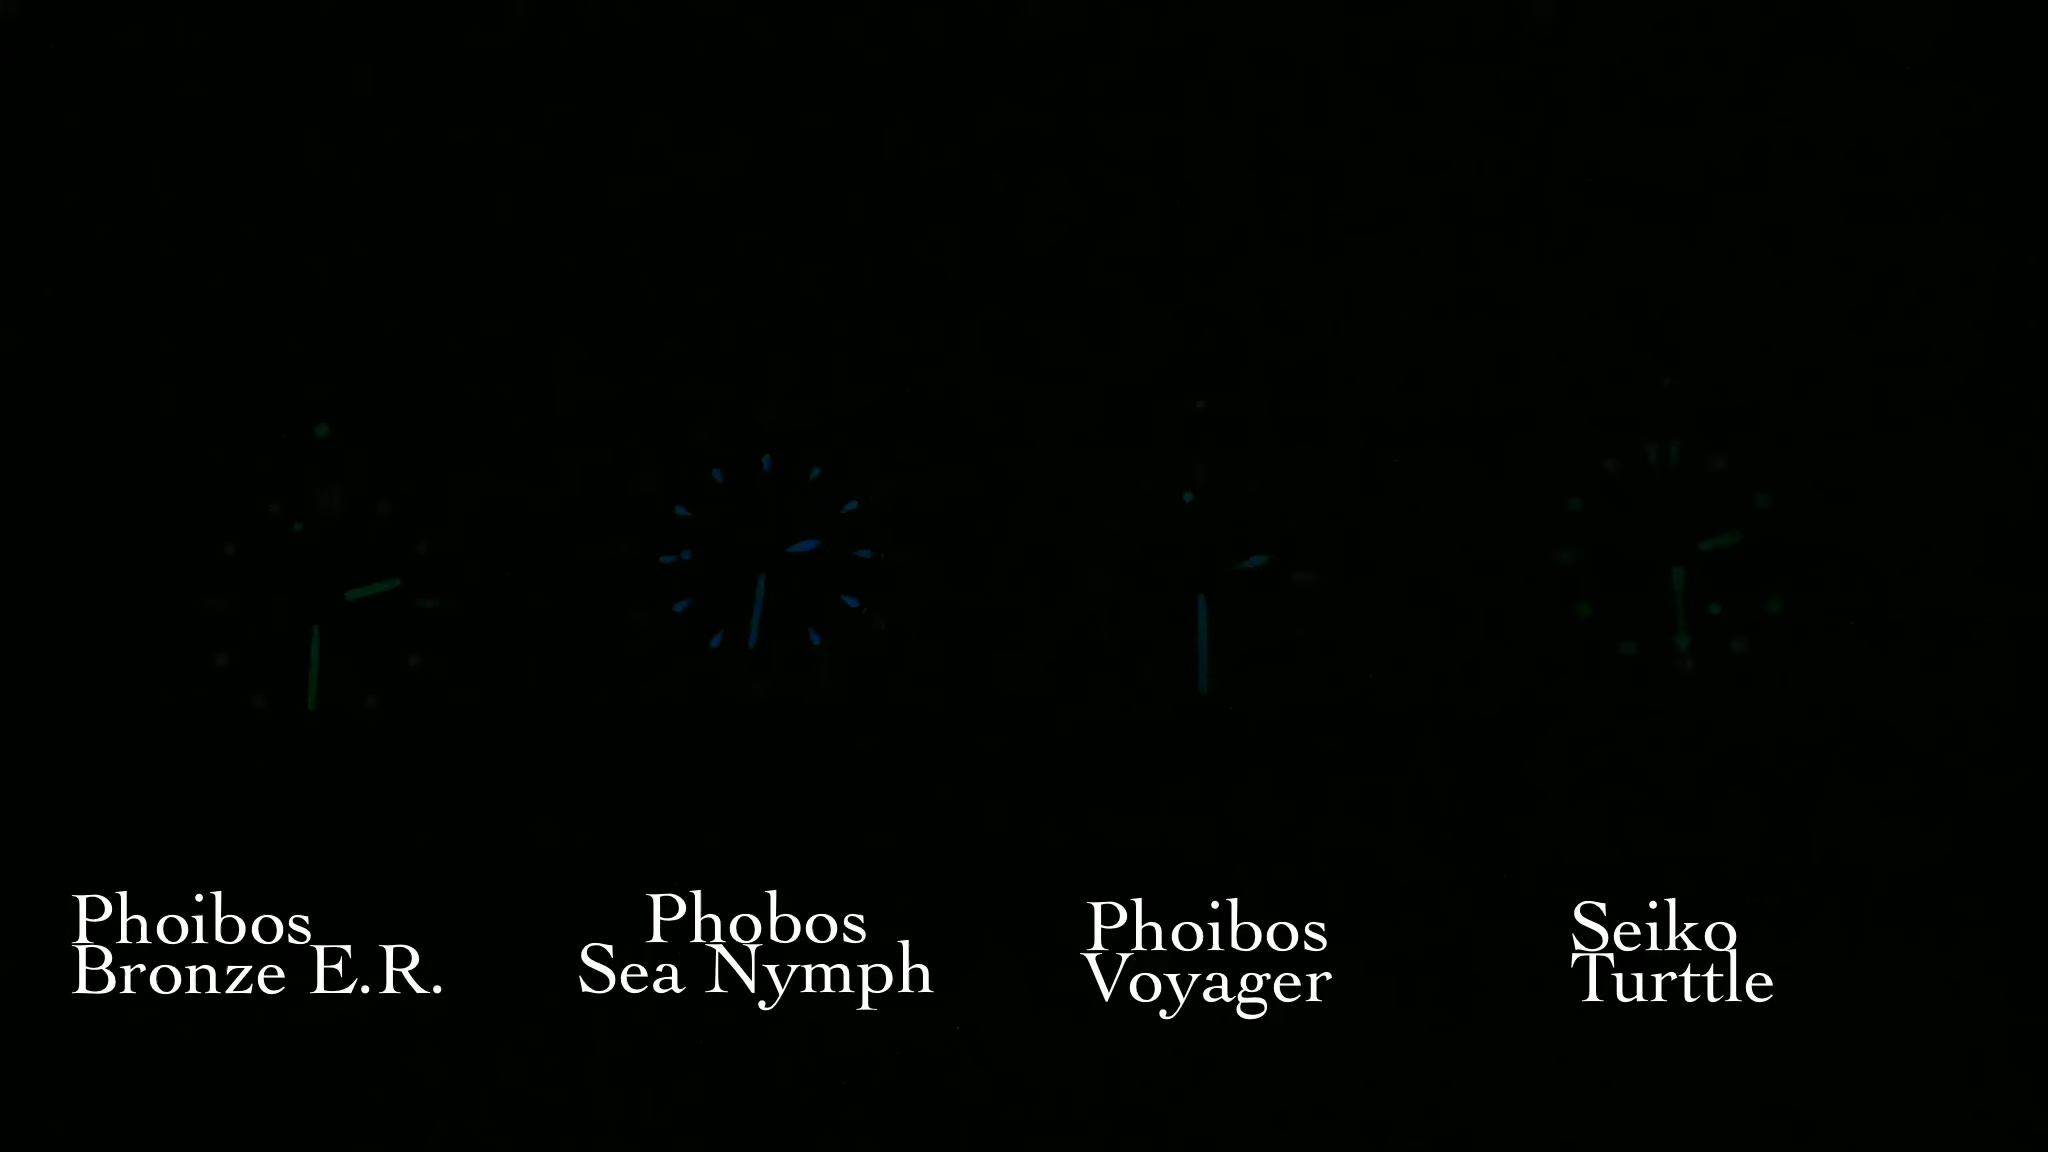 Phoibos
Bronze E.R.
Phobos
Sea Nymph
Phoibos
Voyager
Seiko
Turttle